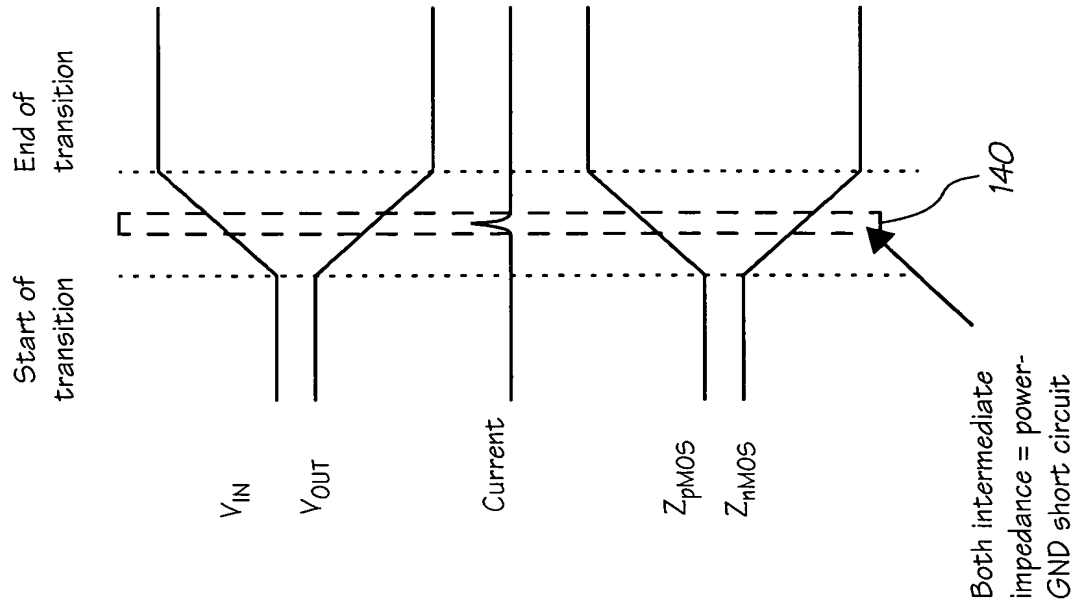 Start of
transition
End of
transition
V_IN
V_OUT
Current
Z_pMOS
Z_nMOS
140
Both intermediate
impedance = power-
GND short circuit